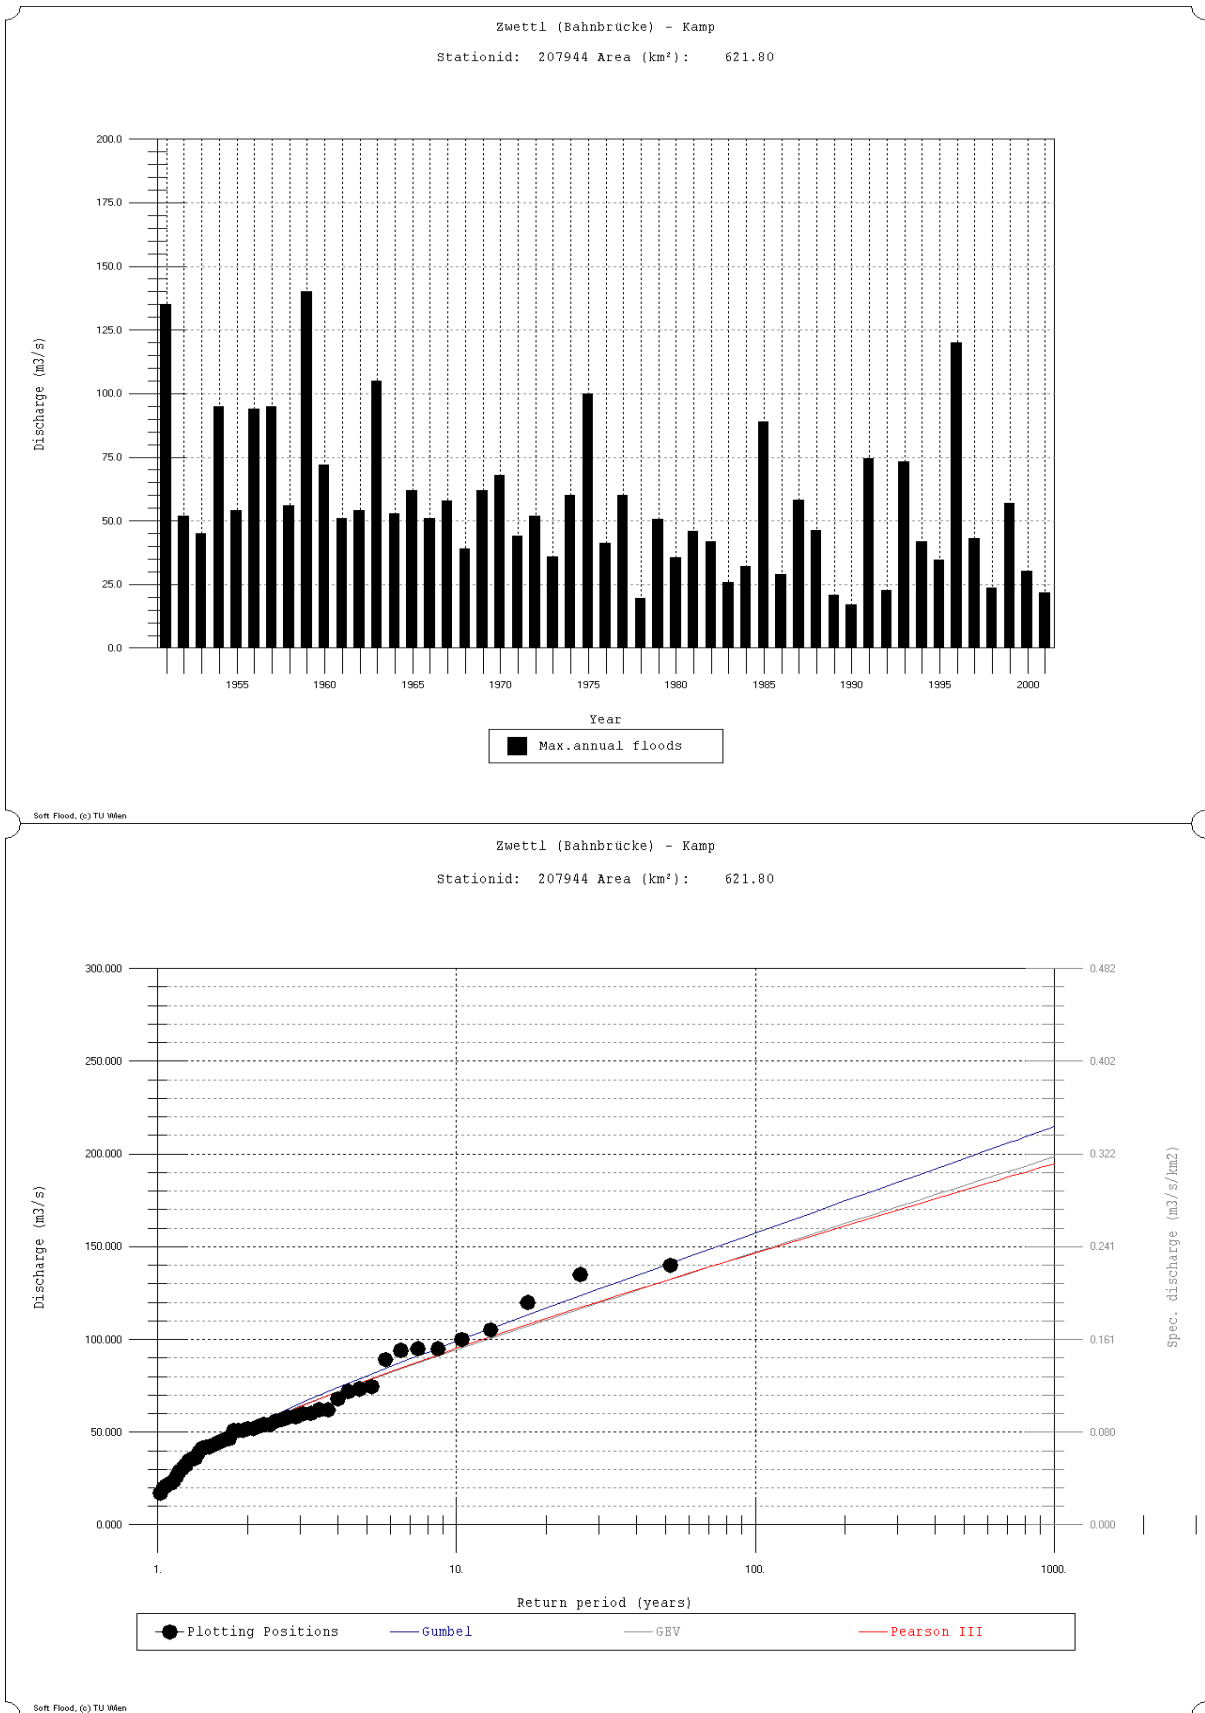 Zwettl (Bahnbrücke) - Kamp
Stationid: 207944 Area (km²): 621.80
200.0
175.0
150.0
125.0
100.0
75.0
50.0
25.0
0.0
Discharge (m3/s)
1955 1960 1965 1970 1975 1980 1985 1990 1995 2000
Year
Max.annual floods
Soft Flood, (c) TU Wien
Zwettl (Bahnbrücke) - Kamp
Stationid: 207944 Area (km²): 621.80
300.000 0.482
250.000 0.402
200.000 0.322
150.000 0.241
100.000 0.161
50.000 0.080
0.000 0.000
Discharge (m3/s)
Spec. discharge (m3/s/km2)
1. 10. 100. 1000.
Return period (years)
Plotting Positions Gumbel GEV Pearson III
Soft Flood, (c) TU Wien